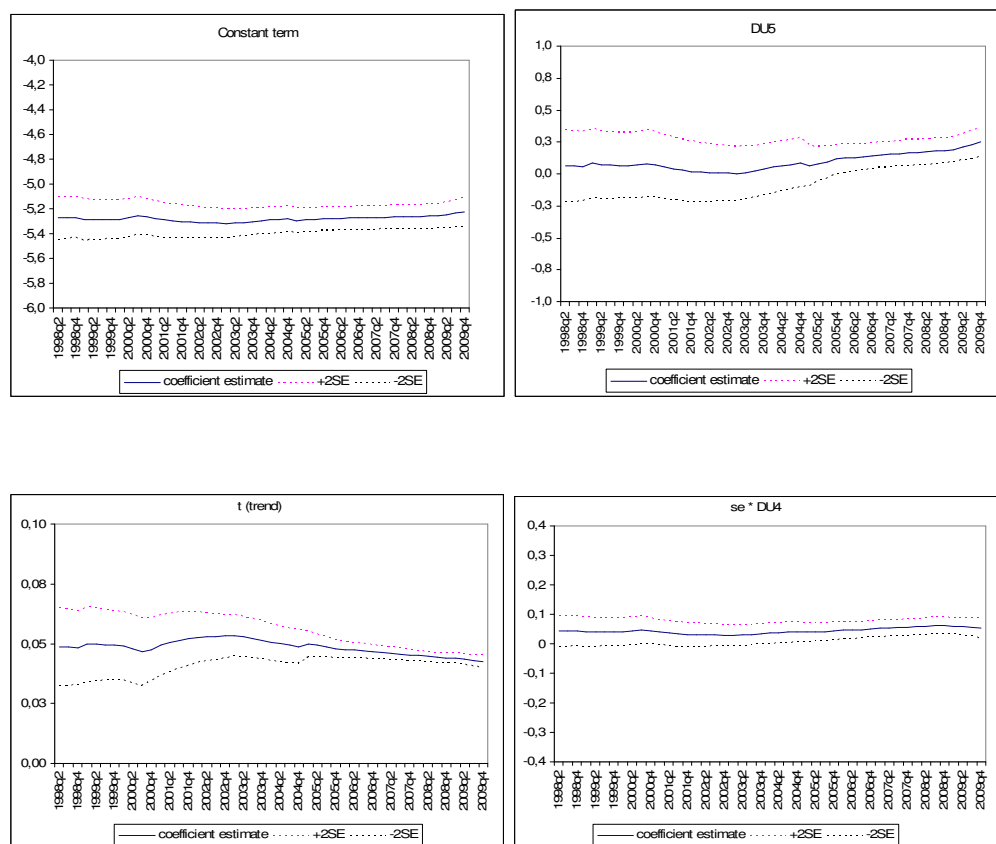 Constant term
-4,0
-4,2
-4,4
-4,6
-4,8
-5,0
-5,2
-5,4
-5,6
-5,8
-6,0
1998q2 1998q4 1999q2 1999q4 2000q2 2000q4 2001q2 2001q4 2002q2 2002q4 2003q2 2003q4 2004q2 2004q4 2005q2 2005q4 2006q2 2006q4 2007q2 2007q4 2008q2 2008q4 2009q2 2009q4
coefficient estimate +2SE -2SE
DU5
1,0
0,8
0,5
0,3
0,0
-0,3
-0,5
-0,8
-1,0
1998q2 1998q4 1999q2 1999q4 2000q2 2000q4 2001q2 2001q4 2002q2 2002q4 2003q2 2003q4 2004q2 2004q4 2005q2 2005q4 2006q2 2006q4 2007q2 2007q4 2008q2 2008q4 2009q2 2009q4
coefficient estimate +2SE -2SE
t (trend)
0,10
0,08
0,05
0,03
0,00
1998q2 1998q4 1999q2 1999q4 2000q2 2000q4 2001q2 2001q4 2002q2 2002q4 2003q2 2003q4 2004q2 2004q4 2005q2 2005q4 2006q2 2006q4 2007q2 2007q4 2008q2 2008q4 2009q2 2009q4
coefficient estimate +2SE -2SE
se * DU4
0,4
0,3
0,2
0,1
0
-0,1
-0,2
-0,3
-0,4
1998q2 1998q4 1999q2 1999q4 2000q2 2000q4 2001q2 2001q4 2002q2 2002q4 2003q2 2003q4 2004q2 2004q4 2005q2 2005q4 2006q2 2006q4 2007q2 2007q4 2008q2 2008q4 2009q2 2009q4
coefficient estimate +2SE -2SE